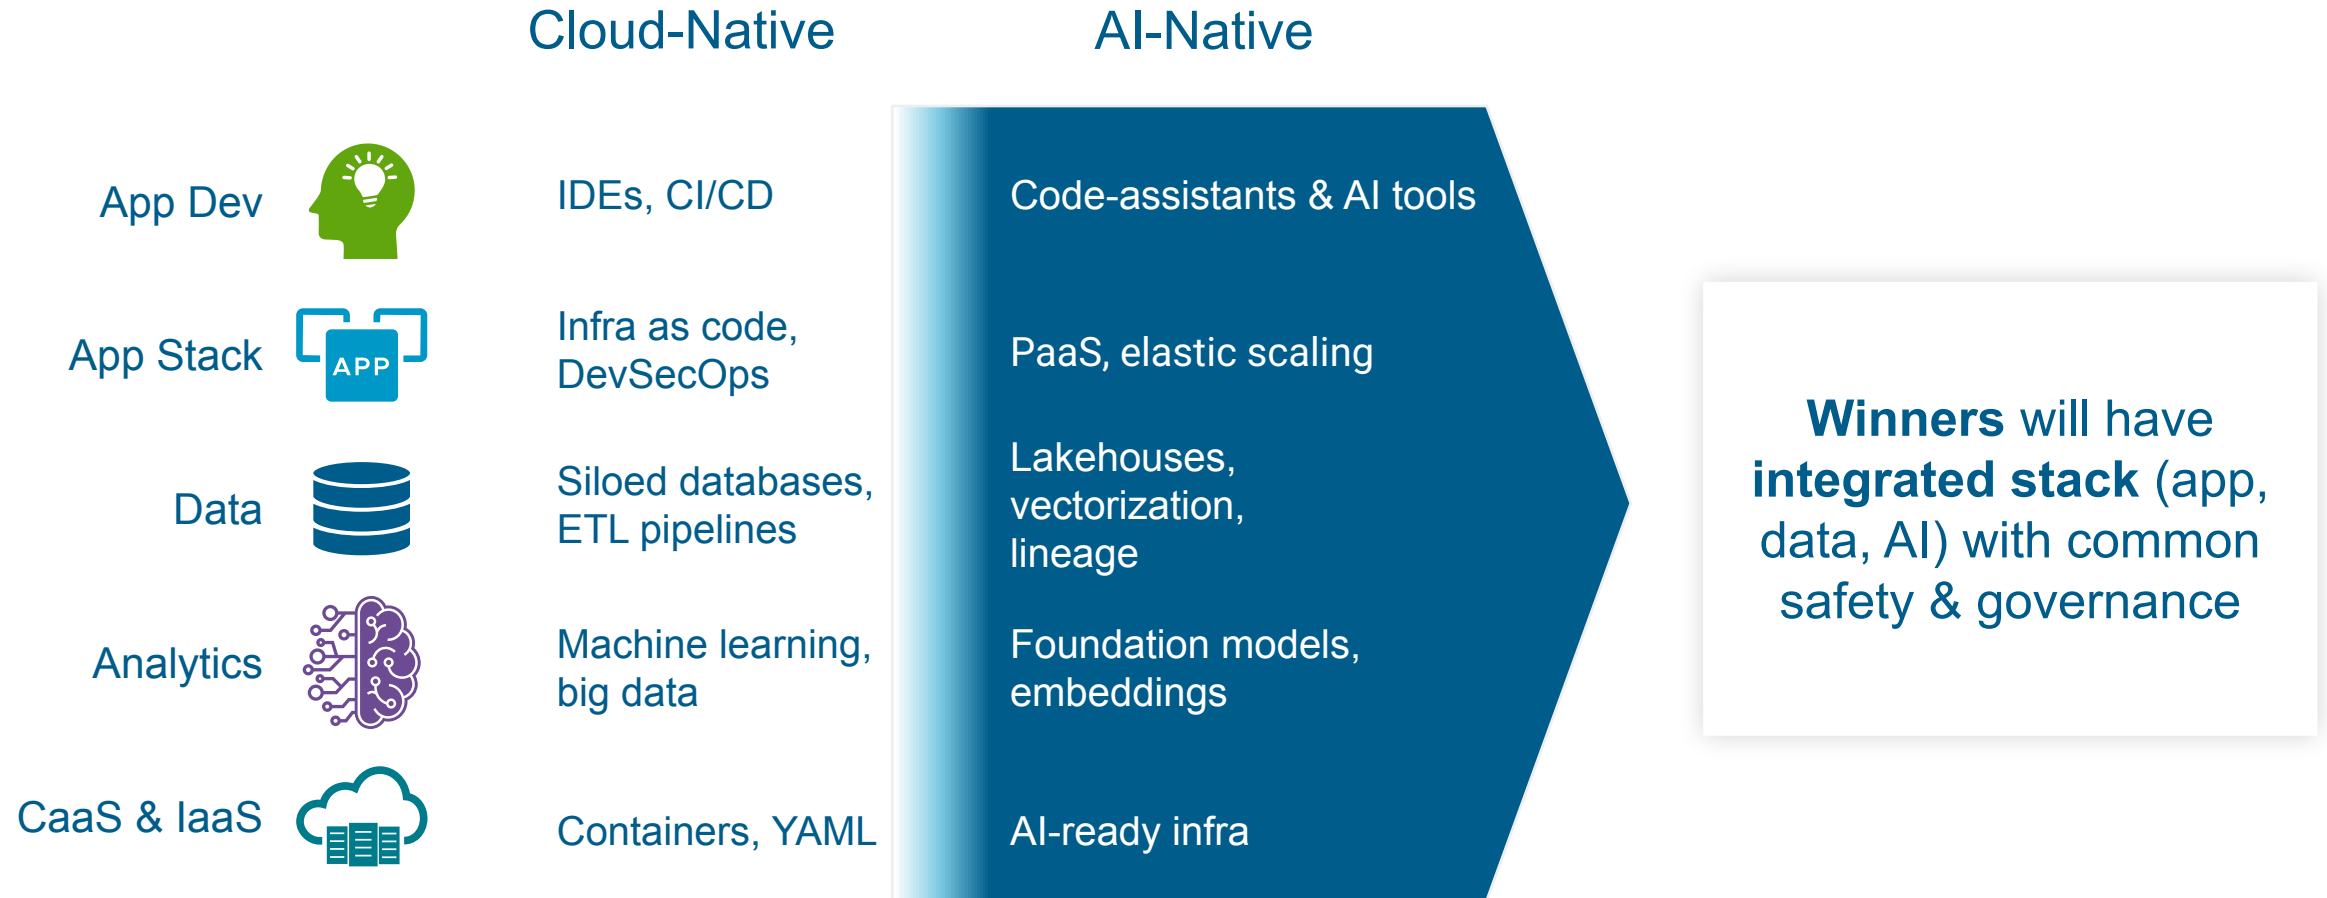 Cloud-Native
AI-Native
App Dev
IDEs, CI/CD
Code-assistants & AI tools
App Stack
APP
Infra as code,
DevSecOps
PaaS, elastic scaling
Data
Siloed databases,
ETL pipelines
Lakehouses,
vectorization,
lineage
Analytics
Machine learning,
big data
Foundation models,
embeddings
CaaS & IaaS
Containers, YAML
AI-ready infra
Winners will have
integrated stack (app,
data, AI) with common
safety & governance